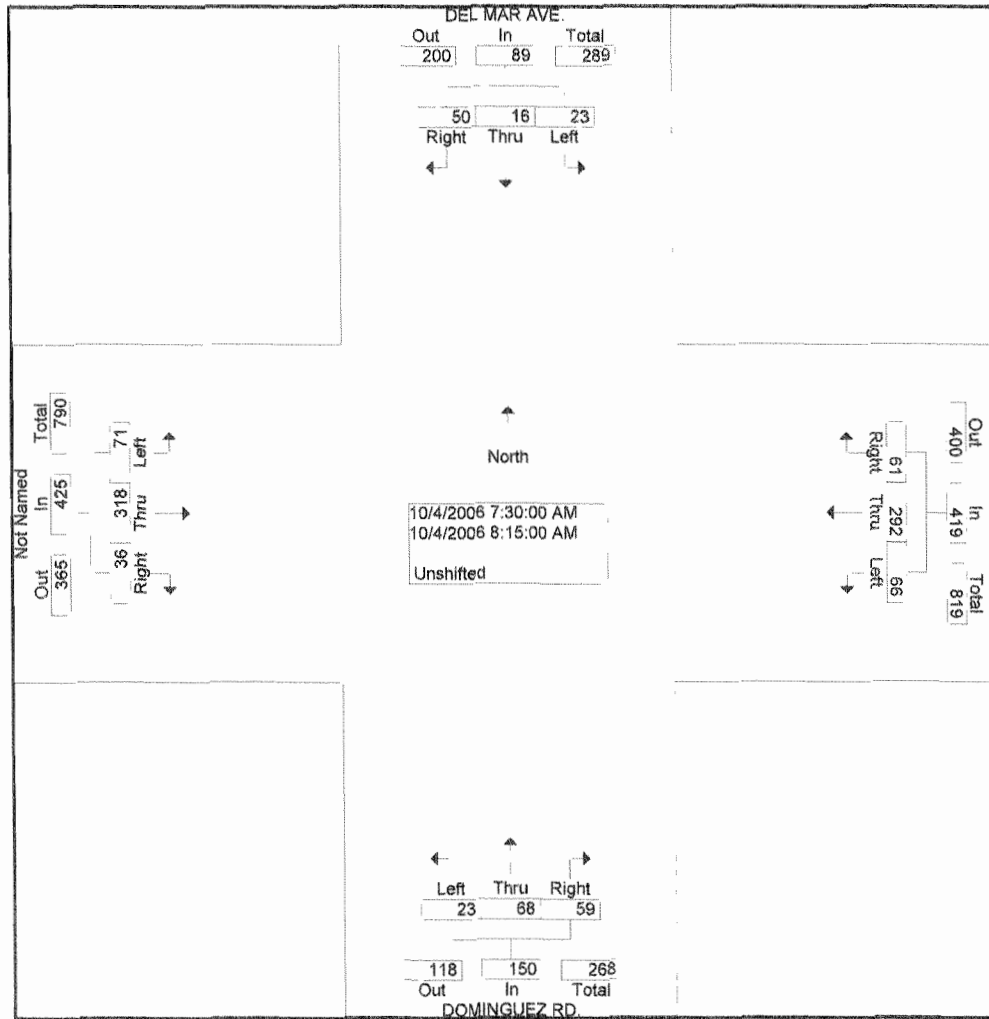 DEL MAR AVE.
Out In Total
200 89 289
50 16 23
Right Thru Left
Not Named
Out In Total
365 425 790
36 318 71
Right Thru Left
North
10/4/2006 7:30:00 AM
10/4/2006 8:15:00 AM
Unshifted
Out In Total
400 419 819
61 292 66
Right Thru Left
Left Thru Right
23 68 59
118 150 268
Out In Total
DOMINGUEZ RD.